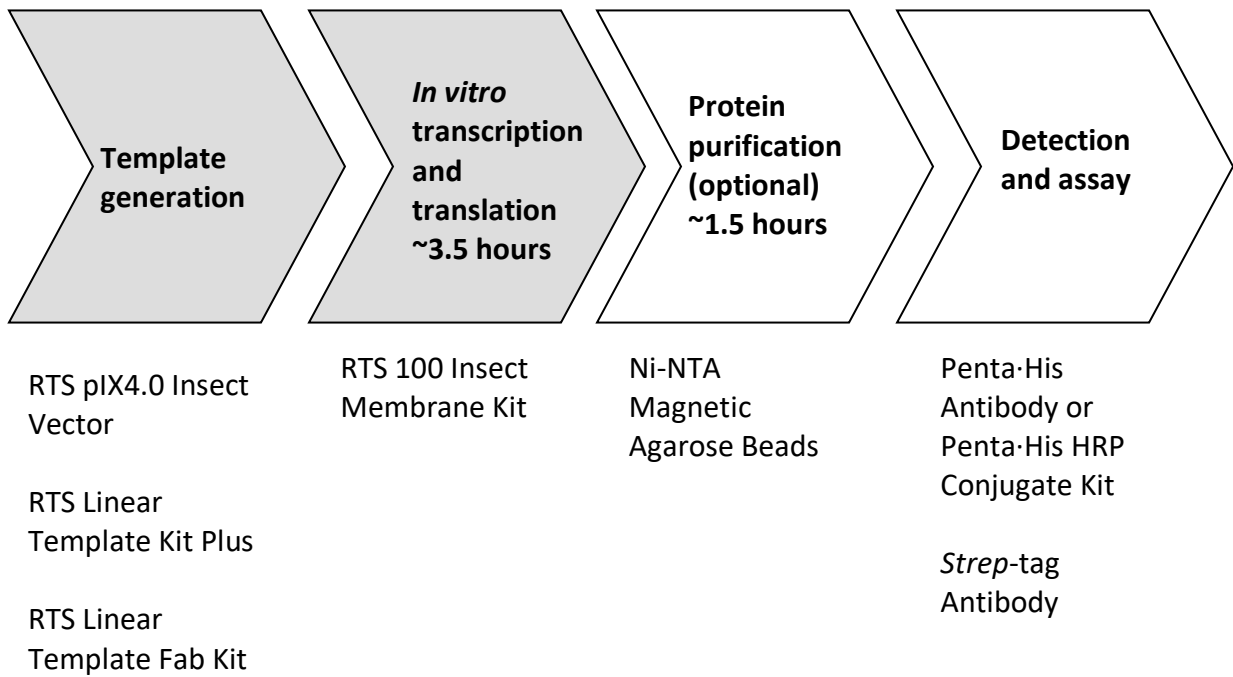 Template
generation
In vitro
transcription
and
translation
~3.5 hours
Protein
purification
(optional)
~1.5 hours
Detection
and assay
RTS pIX4.0 Insect
Vector
RTS Linear
Template Kit Plus
RTS Linear
Template Fab Kit
RTS 100 Insect
Membrane Kit
Ni-NTA
Magnetic
Agarose Beads
Penta·His
Antibody or
Penta·His HRP
Conjugate Kit
Strep-tag
Antibody